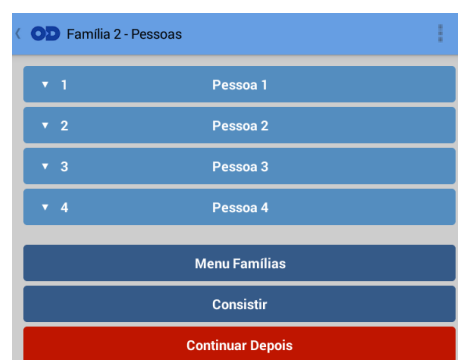 OD Família 2 - Pessoas
1 Pessoa 1
2 Pessoa 2
3 Pessoa 3
4 Pessoa 4
Menu Famílias
Consistir
Continuar Depois